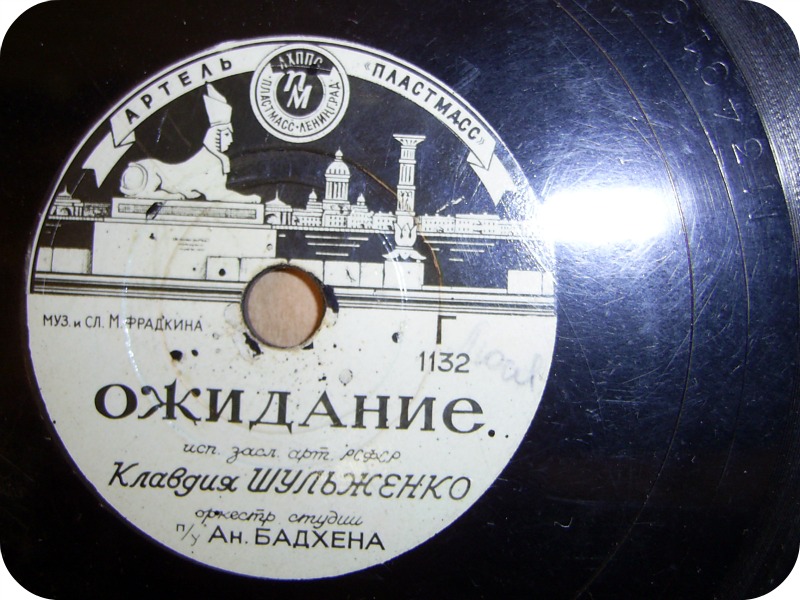 АРТЕЛЬ «ПЛАСТМАСС»
ЛХППС
ПМ
ПЛАСТМАСС • ЛЕНИНГРАД
МУЗ. и СЛ. М. ФРАДКИНА
Г
1132
ОЖИДАНИЕ
исп. засл. арт. РСФСР
Клавдия ШУЛЬЖЕНКО
оркестр студии
п/у Ан. БАДХЕНА